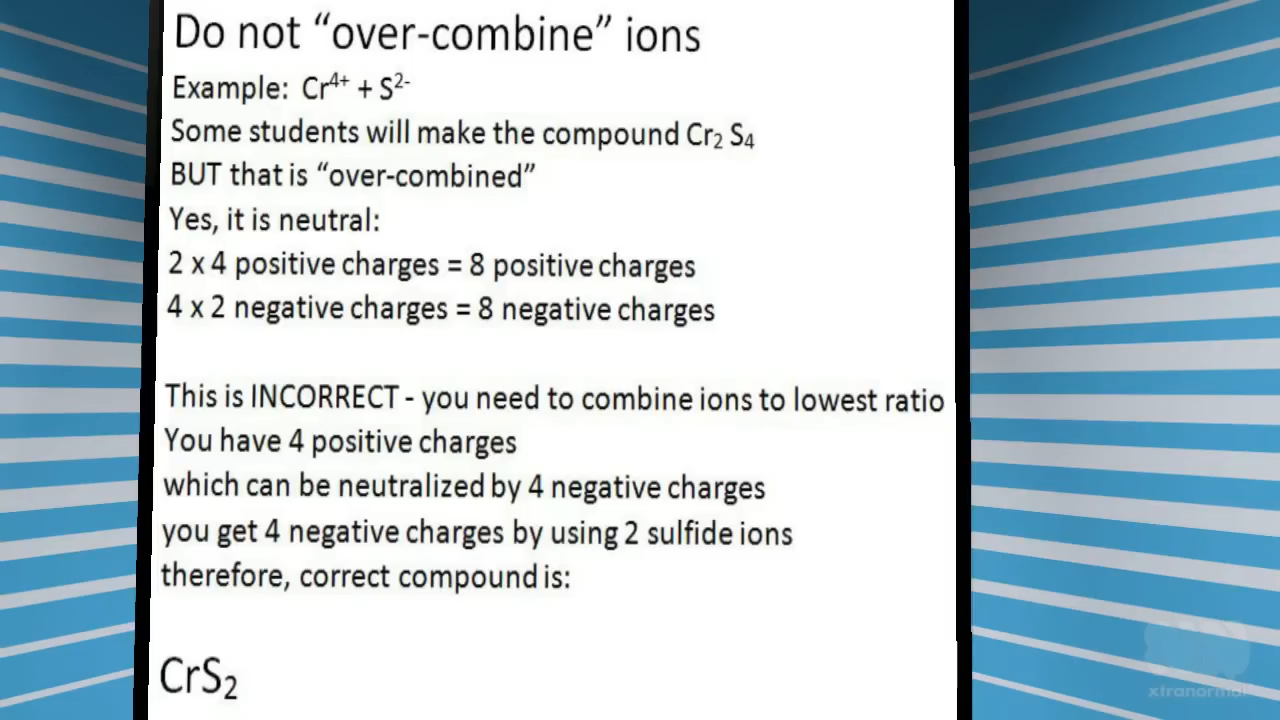 Do not “over-combine” ions
Example: Cr⁴⁺ + S²⁻
Some students will make the compound Cr₂ S₄
BUT that is “over-combined”
Yes, it is neutral:
2 x 4 positive charges = 8 positive charges
4 x 2 negative charges = 8 negative charges
This is INCORRECT - you need to combine ions to lowest ratio
You have 4 positive charges
which can be neutralized by 4 negative charges
you get 4 negative charges by using 2 sulfide ions
therefore, correct compound is:
CrS₂
xtranormal